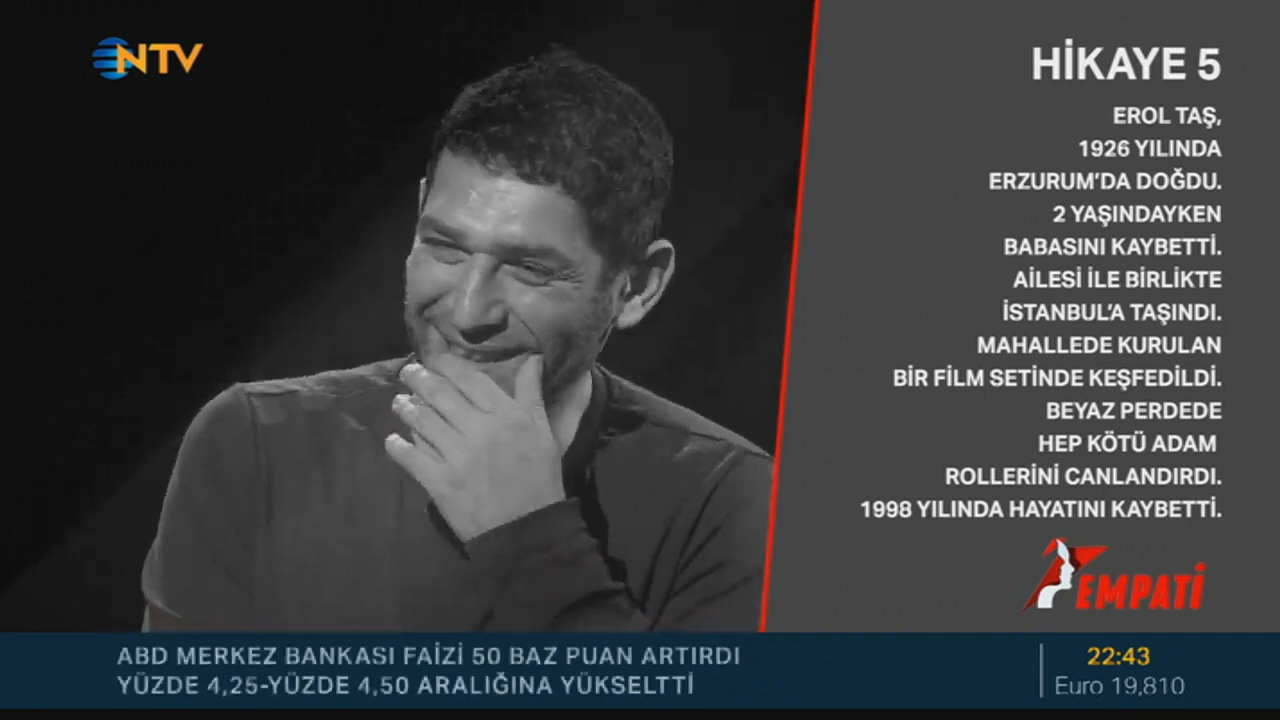 NTV
HİKAYE 5
EROL TAŞ,
1926 YILINDA
ERZURUM'DA DOĞDU.
2 YAŞINDAYKEN
BABASINI KAYBETTİ.
AİLESİ İLE BİRLİKTE
İSTANBUL'A TAŞINDI.
MAHALLEDE KURULAN
BİR FİLM SETİNDE KEŞFEDİLDİ.
BEYAZ PERDEDE
HEP KÖTÜ ADAM
ROLLERİNİ CANLANDIRDI.
1998 YILINDA HAYATINI KAYBETTİ.
EMPATİ
ABD MERKEZ BANKASI FAİZİ 50 BAZ PUAN ARTIRDI
YÜZDE 4,25-YÜZDE 4,50 ARALIĞINA YÜKSELTTİ
22:43
Euro 19,810